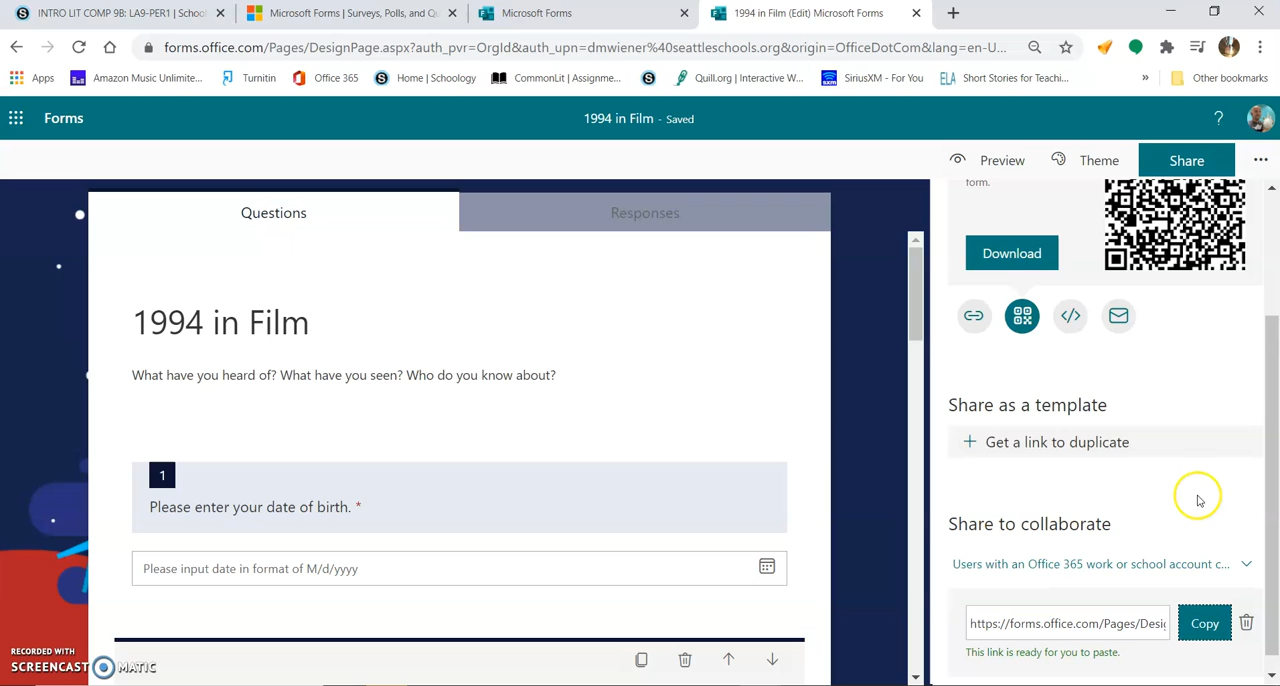 INTRO LIT COMP 9B: LA9-PER1 | School
Microsoft Forms | Surveys, Polls, and Qu
Microsoft Forms
1994 in Film (Edit) Microsoft Forms
forms.office.com/Pages/DesignPage.aspx?auth_pvr=OrgId&auth_upn=dmwiener%40seattleschools.org&origin=OfficeDotCom&lang=en-U...
Apps
Amazon Music Unlimite...
Turnitin
Office 365
Home | Schoology
CommonLit | Assignme...
Quill.org | Interactive W...
SiriusXM - For You
ELA
Short Stories for Teachi...
»
Other bookmarks
Forms
1994 in Film - Saved
?
Preview
Theme
Share
Questions
Responses
form.
Download
1994 in Film
What have you heard of? What have you seen? Who do you know about?
Share as a template
+ Get a link to duplicate
1
Please enter your date of birth. *
Share to collaborate
Users with an Office 365 work or school account c...
Please input date in format of M/d/yyyy
https://forms.office.com/Pages/Desig
Copy
This link is ready for you to paste.
RECORDED WITH
SCREENCAST MATIC